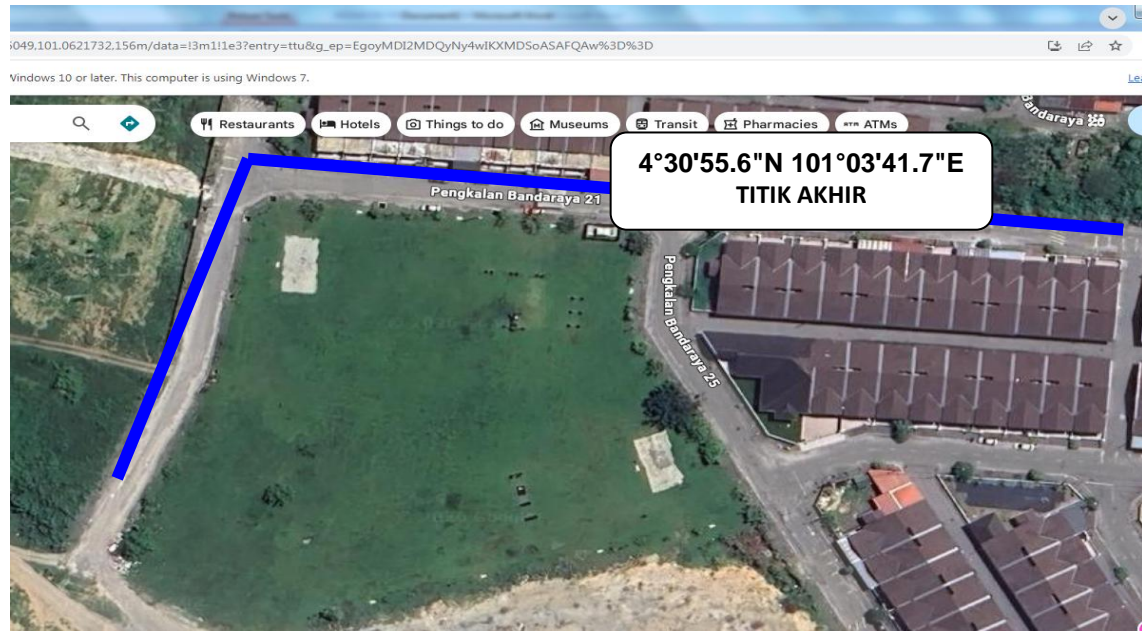 5049,101.0621732,156m/data=!3m1!1e3?entry=ttu&g_ep=EgoyMDI2MDQyNy4wIKXMDSoASAFQAw%3D%3D
Windows 10 or later. This computer is using Windows 7.
Restaurants Hotels Things to do Museums Transit Pharmacies ATMs
4°30'55.6"N 101°03'41.7"E
TITIK AKHIR
Pengkalan Bandaraya 21
Pengkalan Bandaraya 25